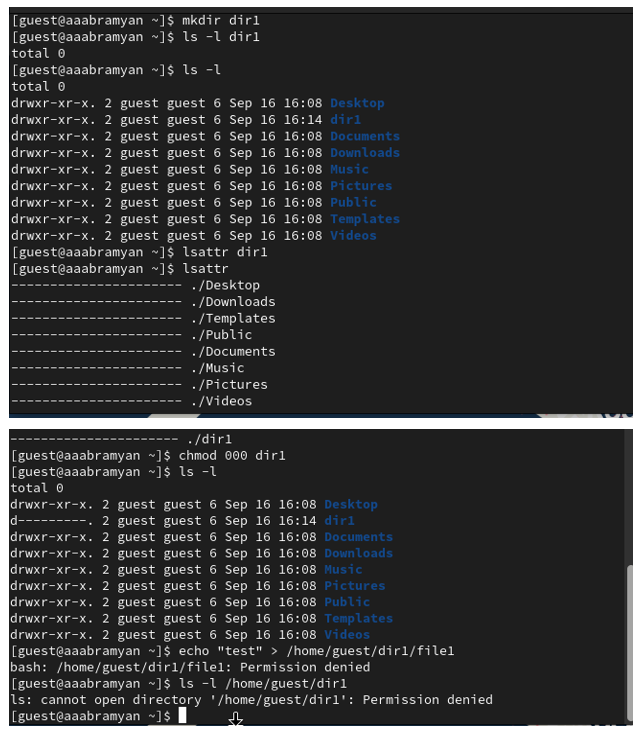 [guest@aaabramyan ~]$ mkdir dir1
[guest@aaabramyan ~]$ ls -l dir1
total 0
[guest@aaabramyan ~]$ ls -l
total 0
drwxr-xr-x. 2 guest guest 6 Sep 16 16:08 Desktop
drwxr-xr-x. 2 guest guest 6 Sep 16 16:14 dir1
drwxr-xr-x. 2 guest guest 6 Sep 16 16:08 Documents
drwxr-xr-x. 2 guest guest 6 Sep 16 16:08 Downloads
drwxr-xr-x. 2 guest guest 6 Sep 16 16:08 Music
drwxr-xr-x. 2 guest guest 6 Sep 16 16:08 Pictures
drwxr-xr-x. 2 guest guest 6 Sep 16 16:08 Public
drwxr-xr-x. 2 guest guest 6 Sep 16 16:08 Templates
drwxr-xr-x. 2 guest guest 6 Sep 16 16:08 Videos
[guest@aaabramyan ~]$ lsattr dir1
[guest@aaabramyan ~]$ lsattr
---------------------- ./Desktop
---------------------- ./Downloads
---------------------- ./Templates
---------------------- ./Public
---------------------- ./Documents
---------------------- ./Music
---------------------- ./Pictures
---------------------- ./Videos
---------------------- ./dir1
[guest@aaabramyan ~]$ chmod 000 dir1
[guest@aaabramyan ~]$ ls -l
total 0
drwxr-xr-x. 2 guest guest 6 Sep 16 16:08 Desktop
d---------. 2 guest guest 6 Sep 16 16:14 dir1
drwxr-xr-x. 2 guest guest 6 Sep 16 16:08 Documents
drwxr-xr-x. 2 guest guest 6 Sep 16 16:08 Downloads
drwxr-xr-x. 2 guest guest 6 Sep 16 16:08 Music
drwxr-xr-x. 2 guest guest 6 Sep 16 16:08 Pictures
drwxr-xr-x. 2 guest guest 6 Sep 16 16:08 Public
drwxr-xr-x. 2 guest guest 6 Sep 16 16:08 Templates
drwxr-xr-x. 2 guest guest 6 Sep 16 16:08 Videos
[guest@aaabramyan ~]$ echo "test" > /home/guest/dir1/file1
bash: /home/guest/dir1/file1: Permission denied
[guest@aaabramyan ~]$ ls -l /home/guest/dir1
ls: cannot open directory '/home/guest/dir1': Permission denied
[guest@aaabramyan ~]$